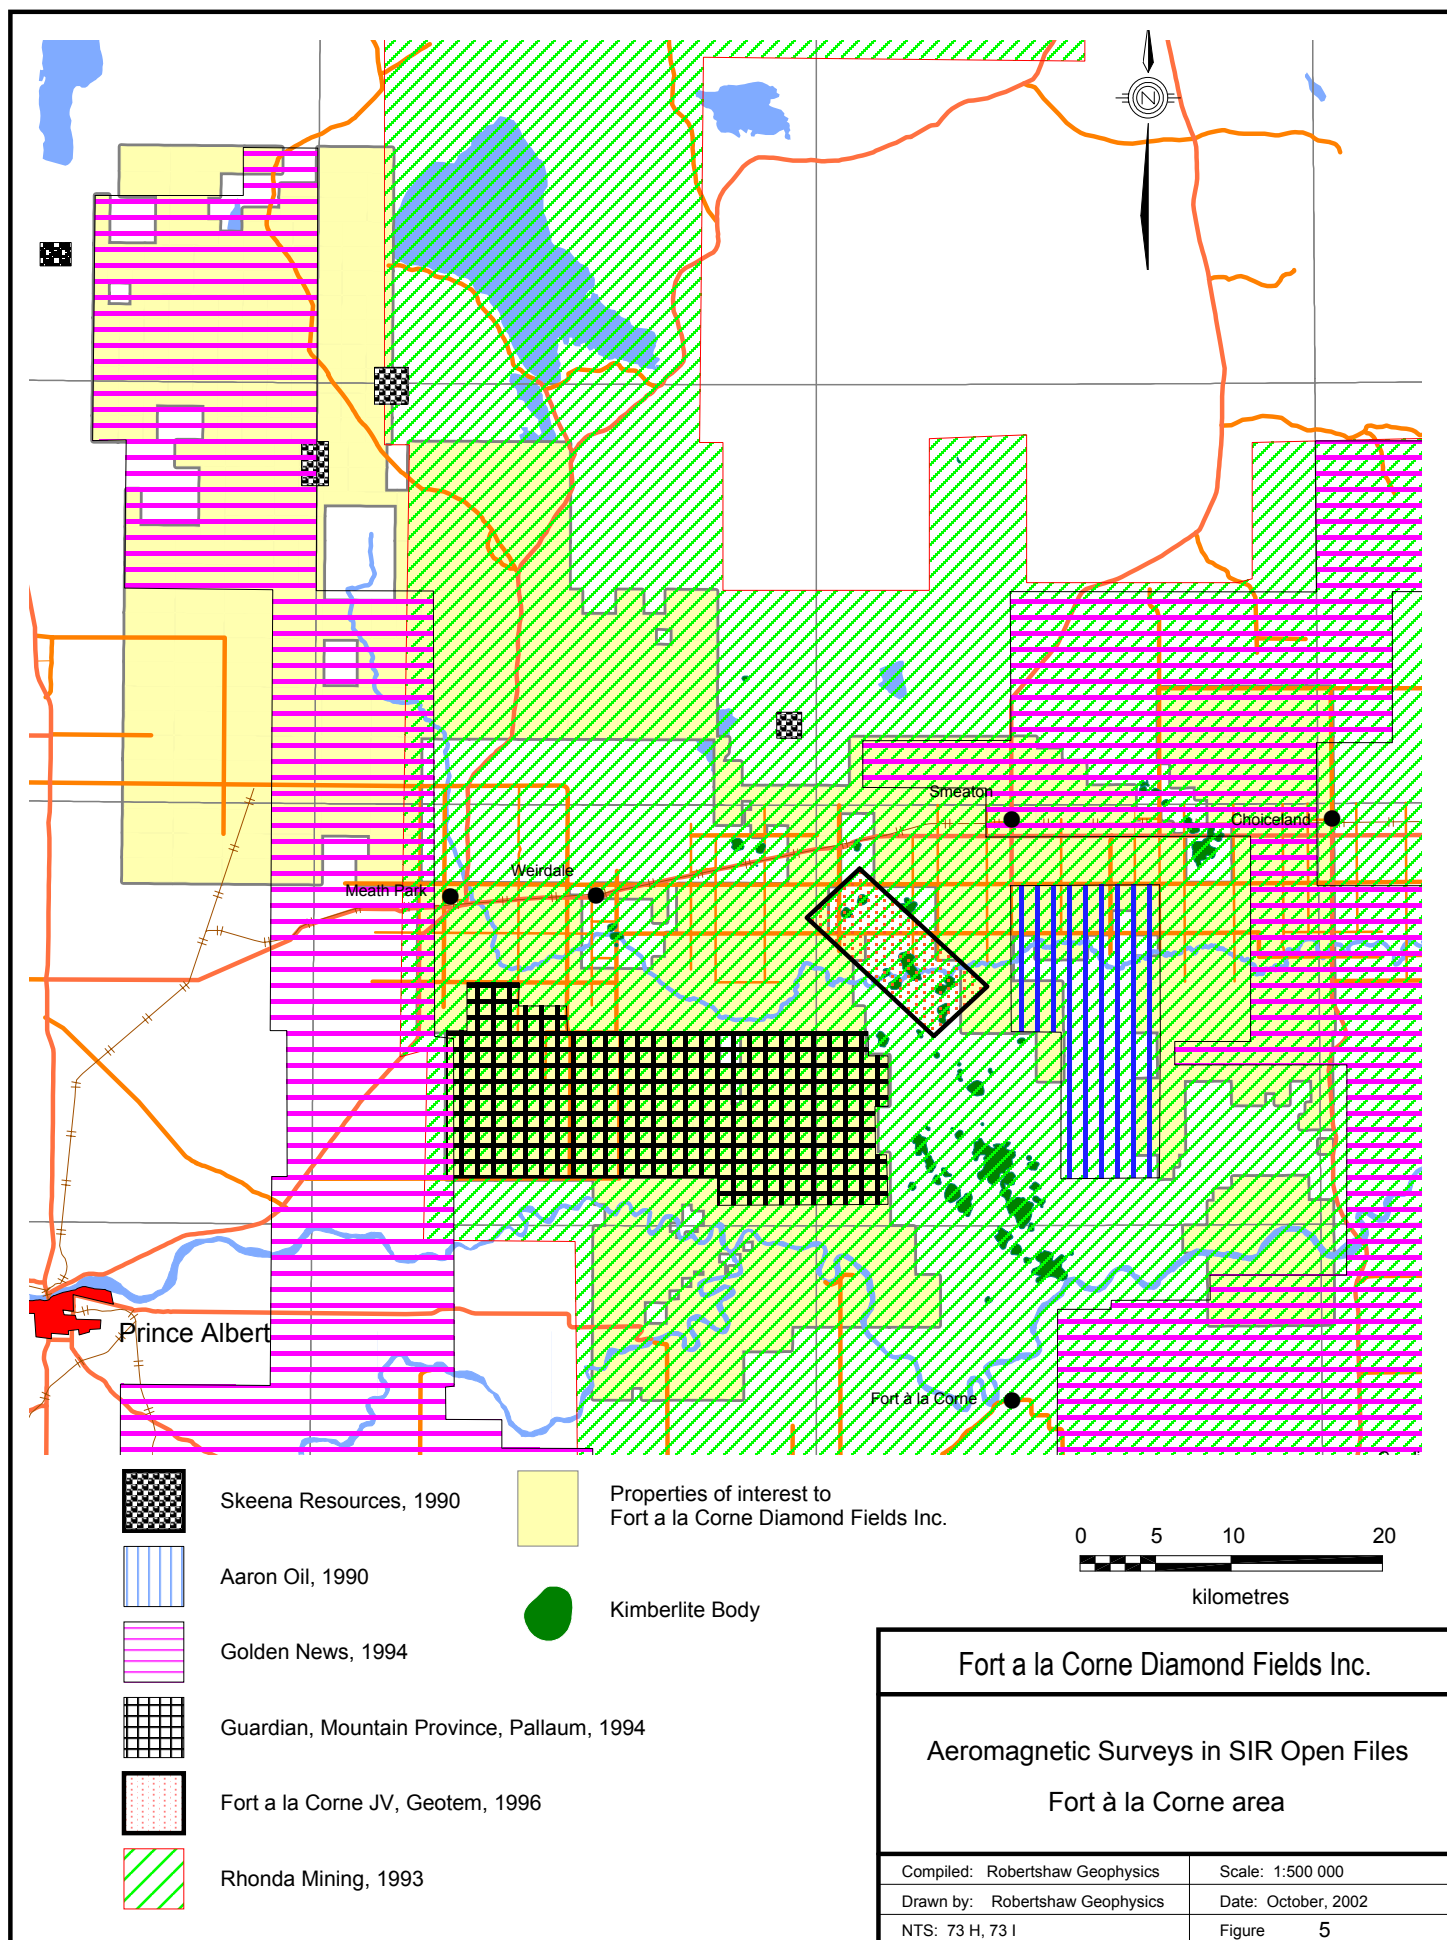 N
Smeaton
Choiceland
Weirdale
Meath Park
Prince Albert
Fort à la Corne
Skeena Resources, 1990
Aaron Oil, 1990
Golden News, 1994
Guardian, Mountain Province, Pallaum, 1994
Fort a la Corne JV, Geotem, 1996
Rhonda Mining, 1993
Properties of interest to
Fort a la Corne Diamond Fields Inc.
Kimberlite Body
0 5 10 20
kilometres
Fort a la Corne Diamond Fields Inc.
Aeromagnetic Surveys in SIR Open Files
Fort à la Corne area
Compiled: Robertshaw Geophysics
Scale: 1:500 000
Drawn by: Robertshaw Geophysics
Date: October, 2002
NTS: 73 H, 73 I
Figure 5